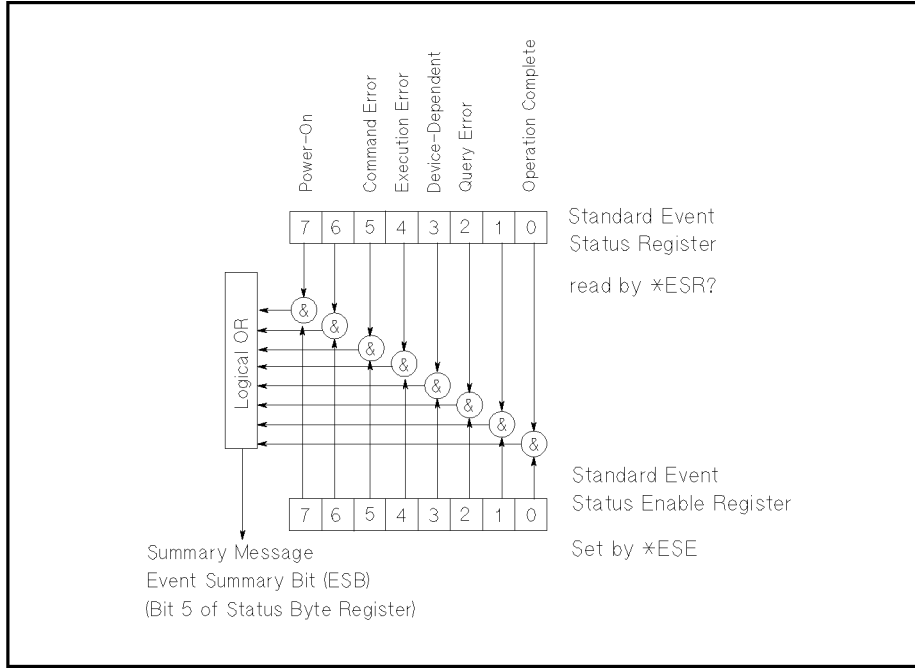 Power-On
Command Error
Execution Error
Device-Dependent
Query Error
Operation Complete
7 6 5 4 3 2 1 0
Standard Event
Status Register
read by *ESR?
Logical OR
&
&
&
&
&
&
&
&
Standard Event
Status Enable Register
7 6 5 4 3 2 1 0
Set by *ESE
Summary Message
Event Summary Bit (ESB)
(Bit 5 of Status Byte Register)